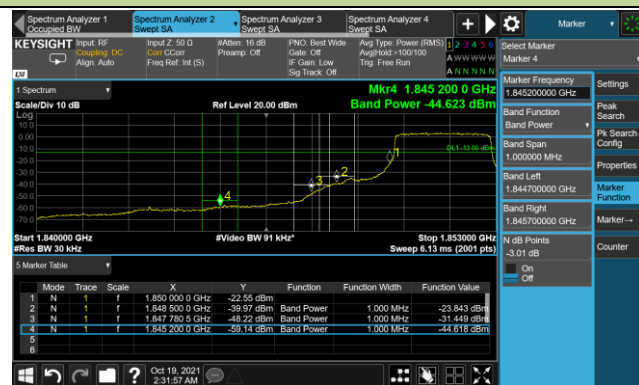 Spectrum Analyzer 1
Occupied BW
Spectrum Analyzer 2
Swept SA
Spectrum Analyzer 3
Swept SA
Spectrum Analyzer 4
Swept SA
Marker
KEYSIGHT
Input: RF
Coupling: DC
Align: Auto
Input Z: 50 Ω
Corr CCorr
Freq Ref: Int (S)
#Atten: 16 dB
Preamp: Off
PNO: Best Wide
Gate: Off
IF Gain: Low
Sig Track: Off
Avg Type: Power (RMS)
Avg|Hold:>100/100
Trig: Free Run
1 2 3 4 5 6
A W W W W W
A N N N N N
LXI
1 Spectrum
Scale/Div 10 dB
Ref Level 20.00 dBm
Mkr4 1.845 200 0 GHz
Band Power -44.623 dBm
Log
10.0
0.00
-10.0
-20.0
-30.0
-40.0
-50.0
-60.0
-70.0
DL1 -13.00 dBm
1
2
3
4
Start 1.840000 GHz
#Res BW 30 kHz
#Video BW 91 kHz*
Stop 1.853000 GHz
Sweep 6.13 ms (2001 pts)
5 Marker Table
Mode Trace Scale X Y Function Function Width Function Value
1 N 1 f 1.850 000 0 GHz -22.55 dBm
2 N 1 f 1.848 500 0 GHz -39.97 dBm Band Power 1.000 MHz -23.843 dBm
3 N 1 f 1.847 780 5 GHz -48.22 dBm Band Power 1.000 MHz -31.449 dBm
4 N 1 f 1.845 200 0 GHz -59.14 dBm Band Power 1.000 MHz -44.618 dBm
5
6
Oct 19, 2021
2:31:57 AM
Select Marker
Marker 4
Marker Frequency
1.845200000 GHz
Band Function
Band Power
Band Span
1.000000 MHz
Band Left
1.844700000 GHz
Band Right
1.845700000 GHz
N dB Points
-3.01 dB
On
Off
Settings
Peak
Search
Pk Search
Config
Properties
Marker
Function
Marker→
Counter